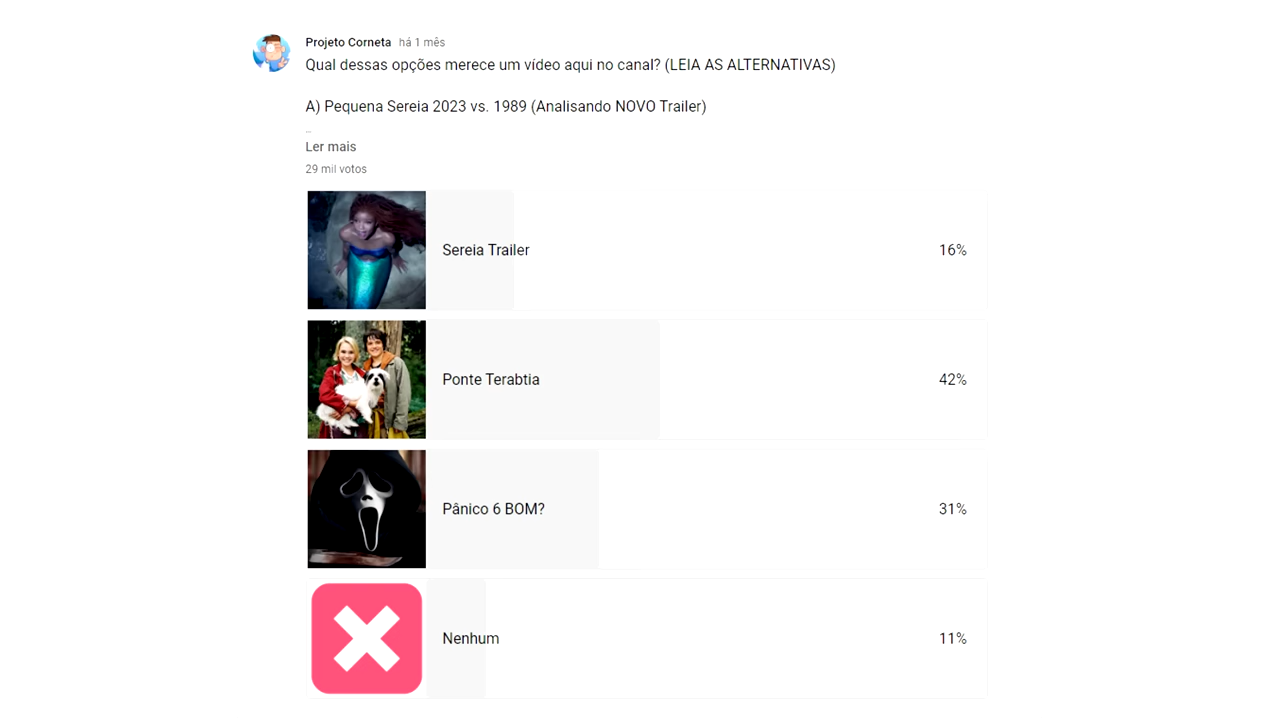 Projeto Corneta há 1 mês
Qual dessas opções merece um vídeo aqui no canal? (LEIA AS ALTERNATIVAS)
A) Pequena Sereia 2023 vs. 1989 (Analisando NOVO Trailer)
...
Ler mais
29 mil votos
Sereia Trailer 16%
Ponte Terabtia 42%
Pânico 6 BOM? 31%
Nenhum 11%